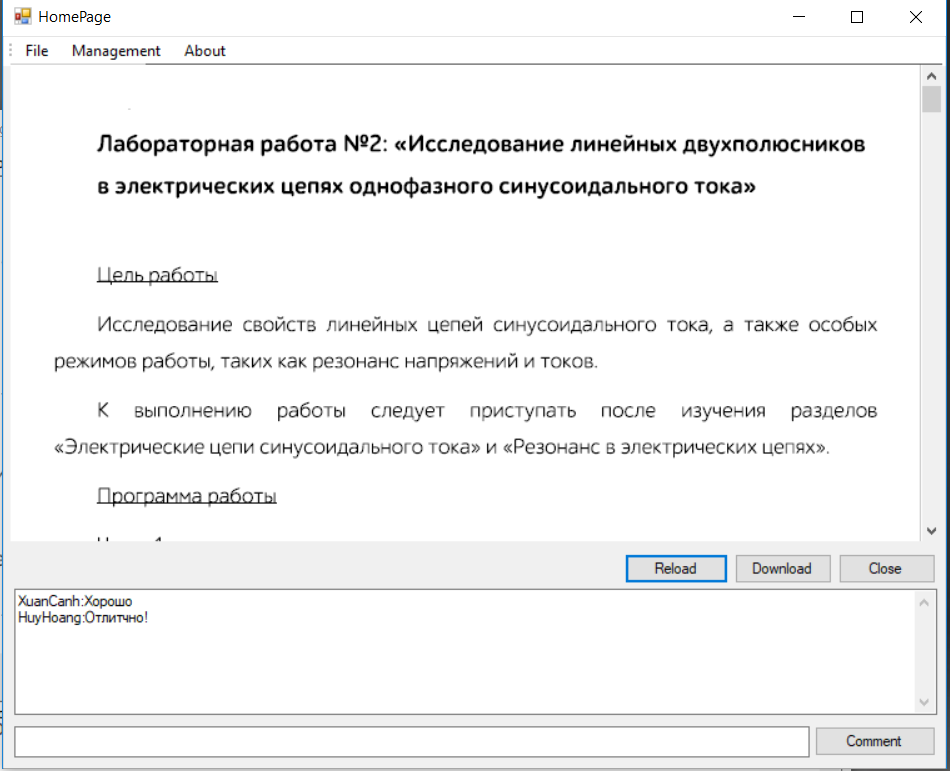 HomePage
File Management About
Лабораторная работа №2: «Исследование линейных двухполюсников
в электрических цепях однофазного синусоидального тока»
Цель работы
Исследование свойств линейных цепей синусоидального тока, а также особых
режимов работы, таких как резонанс напряжений и токов.
К выполнению работы следует приступать после изучения разделов
«Электрические цепи синусоидального тока» и «Резонанс в электрических цепях».
Программа работы
Reload Download Close
XuanCanh:Хорошо
HuyHoang:Отлитчно!
Comment